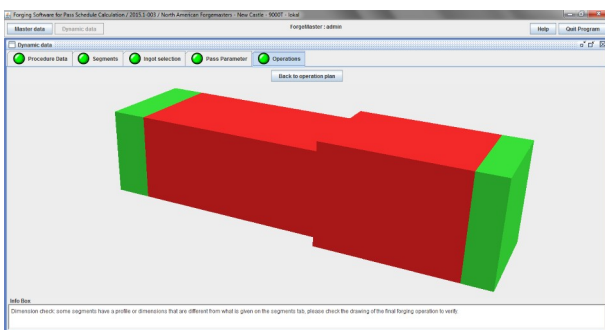 Forging Software for Pass Schedule Calculation / 2015.1-003 / North American Forgemasters - New Castle - 9000T - lokal
Master data
Dynamic data
ForgeMaster : admin
Help
Quit Program
Dynamic data
Procedure Data
Segments
Ingot selection
Pass Parameter
Operations
Back to operation plan
Info Box
Dimension check: some segments have a profile or dimensions that are different from what is given on the segments tab, please check the drawing of the final forging operation to verify.